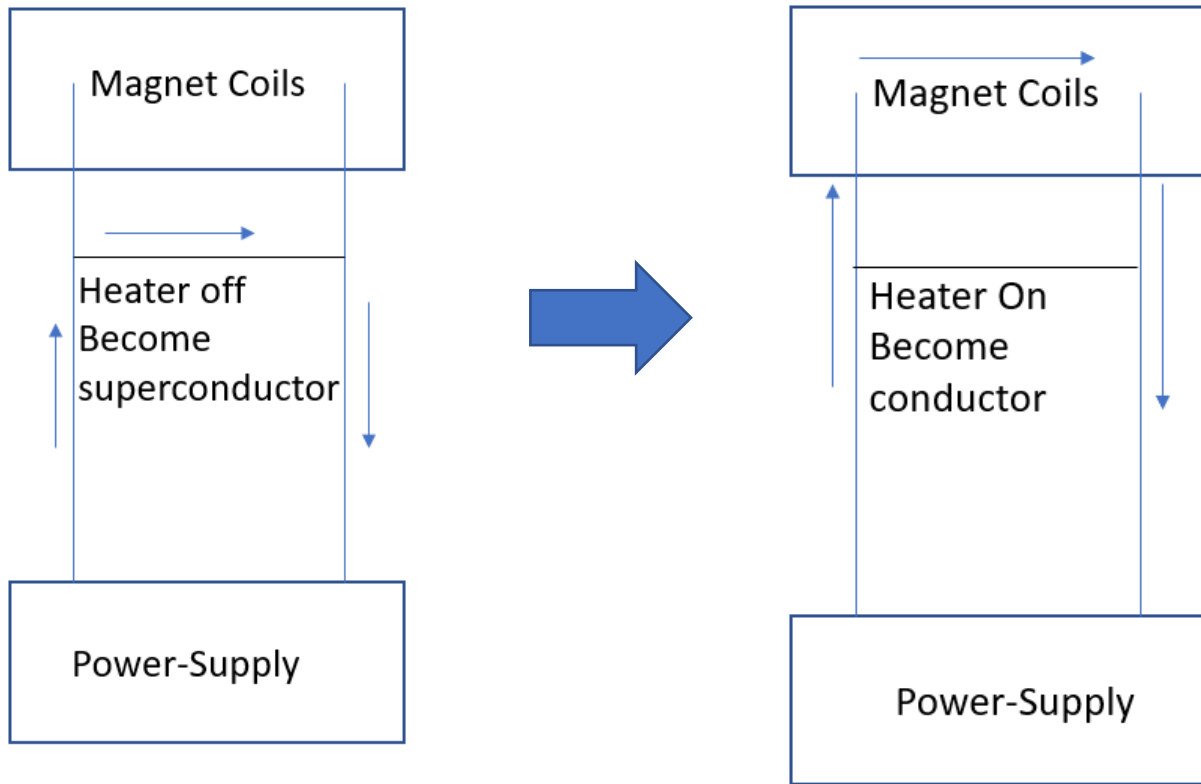 Magnet Coils
Heater off
Become
superconductor
Power-Supply
Magnet Coils
Heater On
Become
conductor
Power-Supply